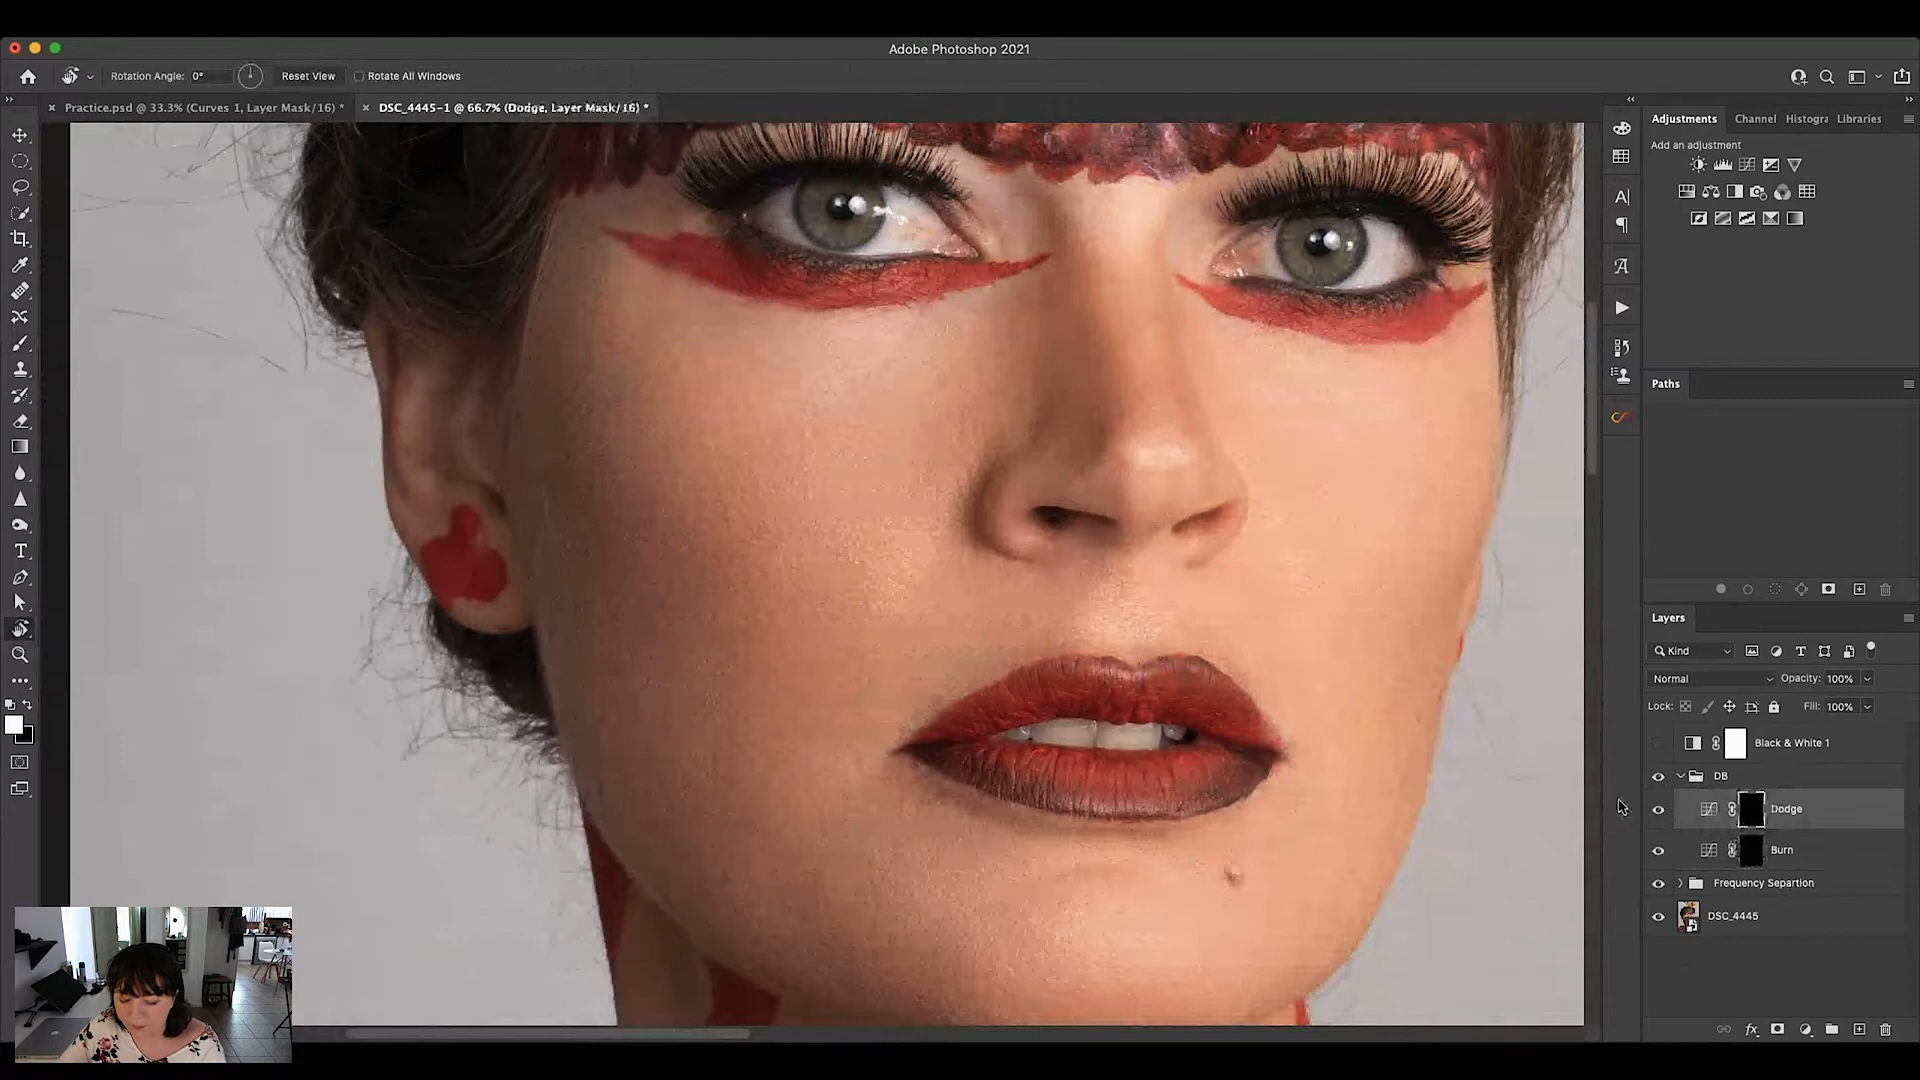 Adobe Photoshop 2021
Rotation Angle: 0° Reset View Rotate All Windows
Practice.psd @ 33.3% (Curves 1, Layer Mask/16) * DSC_4445-1 @ 66.7% (Dodge, Layer Mask/16) *
Adjustments Channel Histogra Libraries
Add an adjustment
Paths
Layers
Kind
Normal Opacity: 100%
Lock: Fill: 100%
Black & White 1
DB
Dodge
Burn
Frequency Separtion
DSC_4445